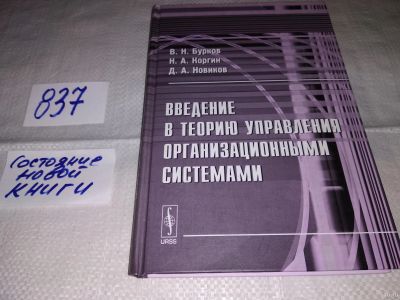 837
состояние
новой
книги
В. Н. Бурков
Н. А. Коргин
Д. А. Новиков
ВВЕДЕНИЕ
В ТЕОРИЮ УПРАВЛЕНИЯ
ОРГАНИЗАЦИОННЫМИ
СИСТЕМАМИ
URSS